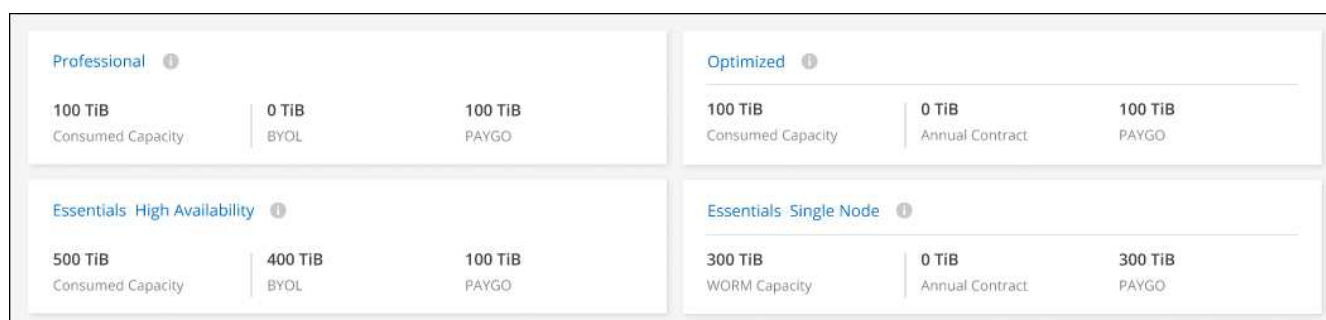 Professional
100 TiB 0 TiB 100 TiB
Consumed Capacity BYOL PAYGO
Optimized
100 TiB 0 TiB 100 TiB
Consumed Capacity Annual Contract PAYGO
Essentials High Availability
500 TiB 400 TiB 100 TiB
Consumed Capacity BYOL PAYGO
Essentials Single Node
300 TiB 0 TiB 300 TiB
WORM Capacity Annual Contract PAYGO